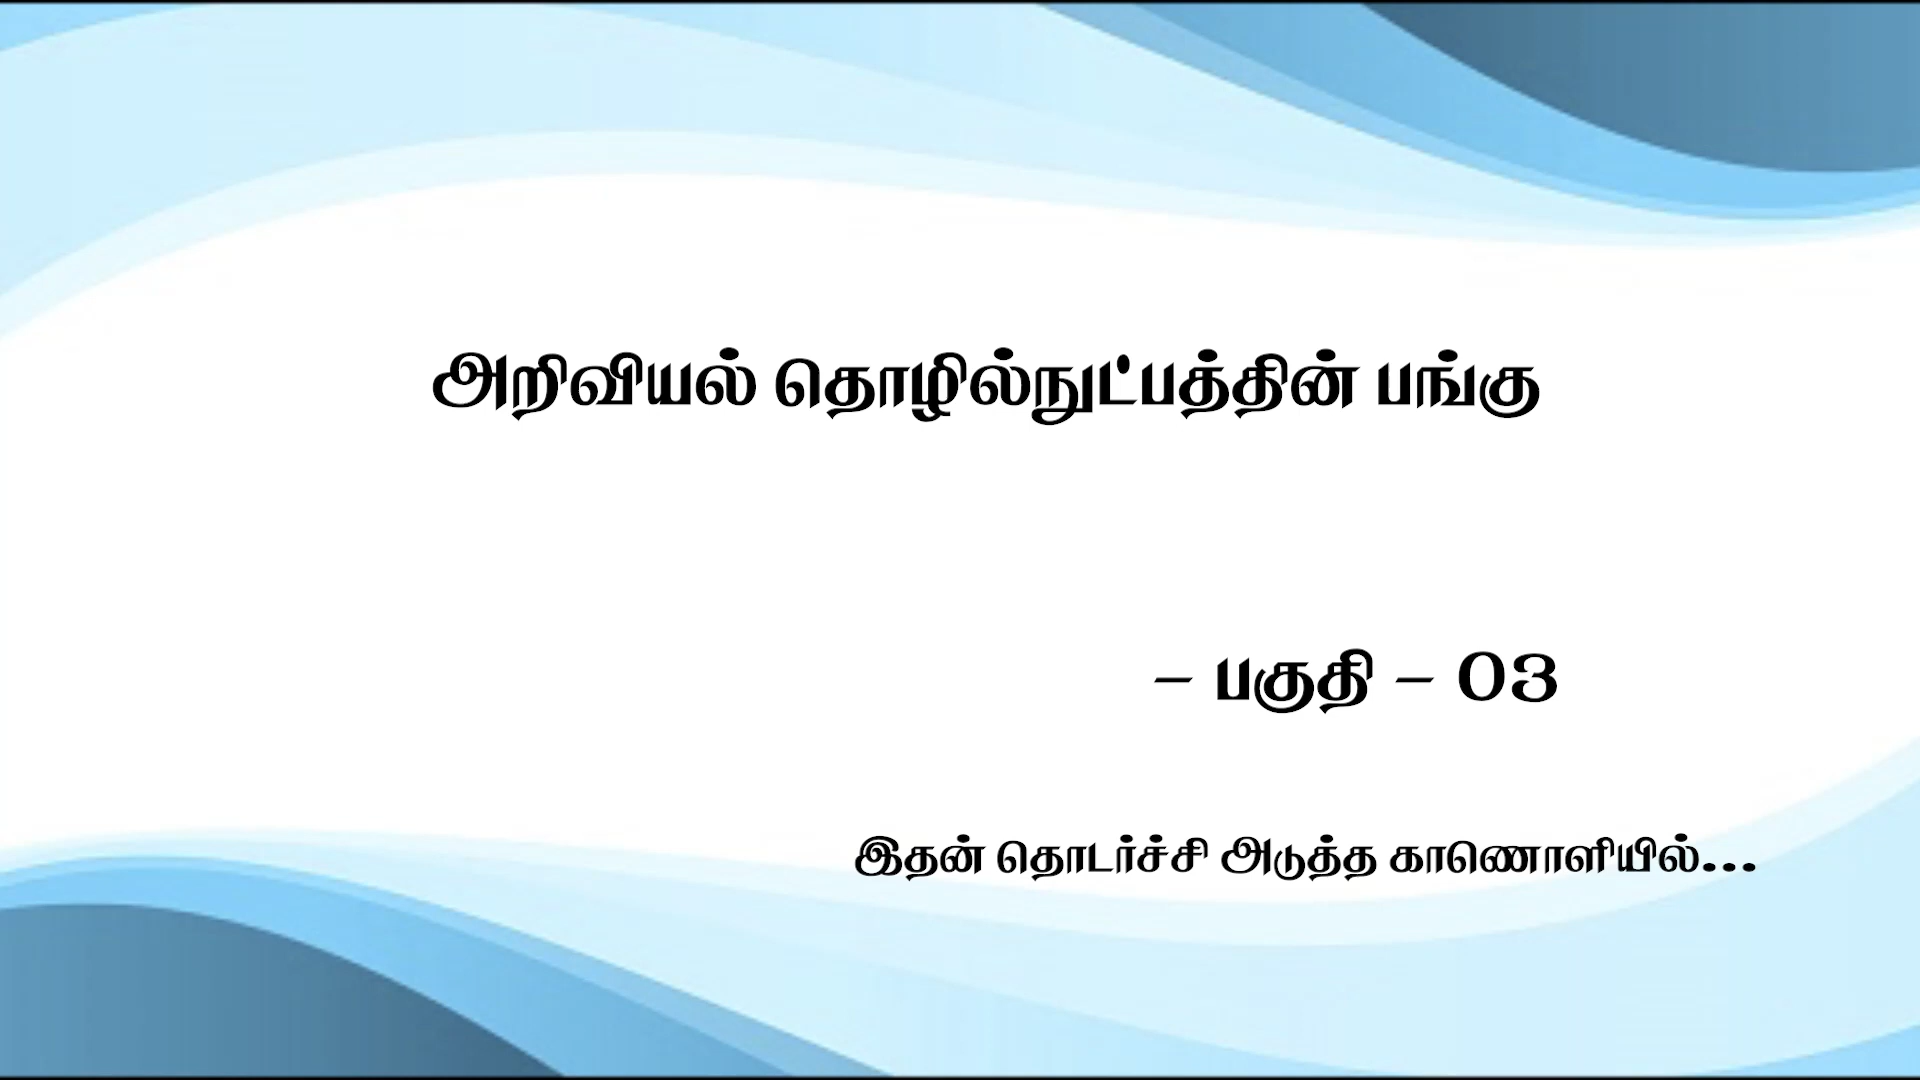 அறிவியல் தொழில்நுட்பத்தின் பங்கு
– பகுதி – 03
இதன் தொடர்ச்சி அடுத்த காணொளியில்...